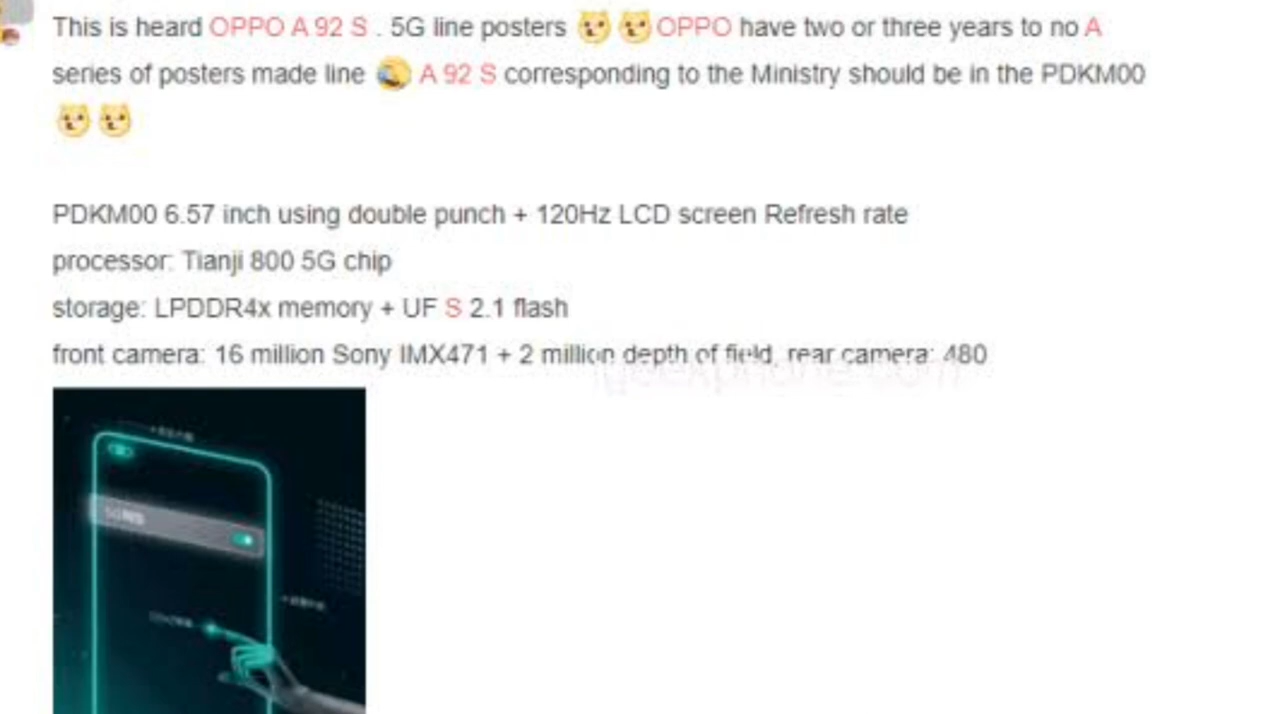 This is heard OPPO A 92 S . 5G line posters OPPO have two or three years to no A
series of posters made line A 92 S corresponding to the Ministry should be in the PDKM00
PDKM00 6.57 inch using double punch + 120Hz LCD screen Refresh rate
processor: Tianji 800 5G chip
storage: LPDDR4x memory + UF S 2.1 flash
front camera: 16 million Sony IMX471 + 2 million depth of field, rear camera: 480